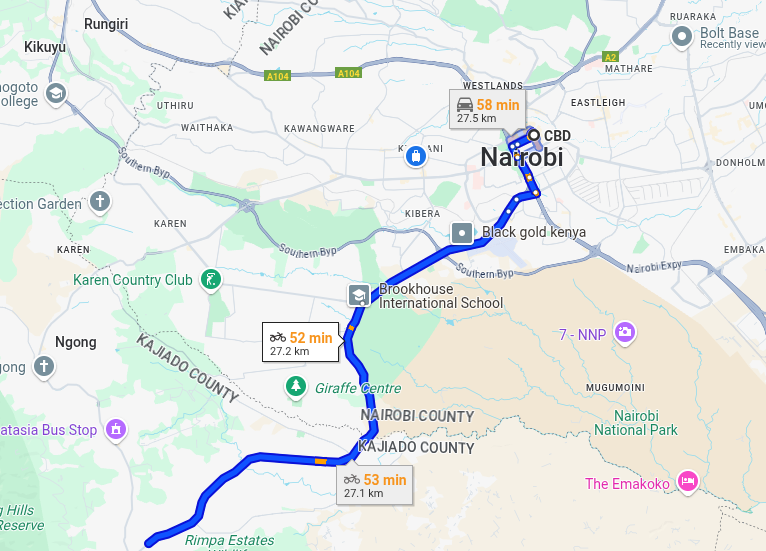 Rungiri
KIA
NAIROBI CO
RUARAKA
Bolt Base
Recently view
Kikuyu
A104
A104
A2
MATHARE
WESTLANDS
ogoto
ollege
58 min
27.5 km
EASTLEIGH
UTHIRU
WAITHAKA
KAWANGWARE
CBD
Nairobi
ANI
DONHOLM
Southern Byp
ection Garden
KAREN
KIBERA
Black gold kenya
KAREN
Southern Byp
EMBAKA
Southern Byp
Nairobi Expy
Karen Country Club
Brookhouse
International School
52 min
27.2 km
7 - NNP
Ngong
ong
KAJIADO COUNTY
Giraffe Centre
MUGUMOINI
NAIROBI COUNTY
Nairobi
National Park
atasia Bus Stop
KAJIADO COUNTY
53 min
27.1 km
The Emakoko
g Hills
Reserve
Rimpa Estates